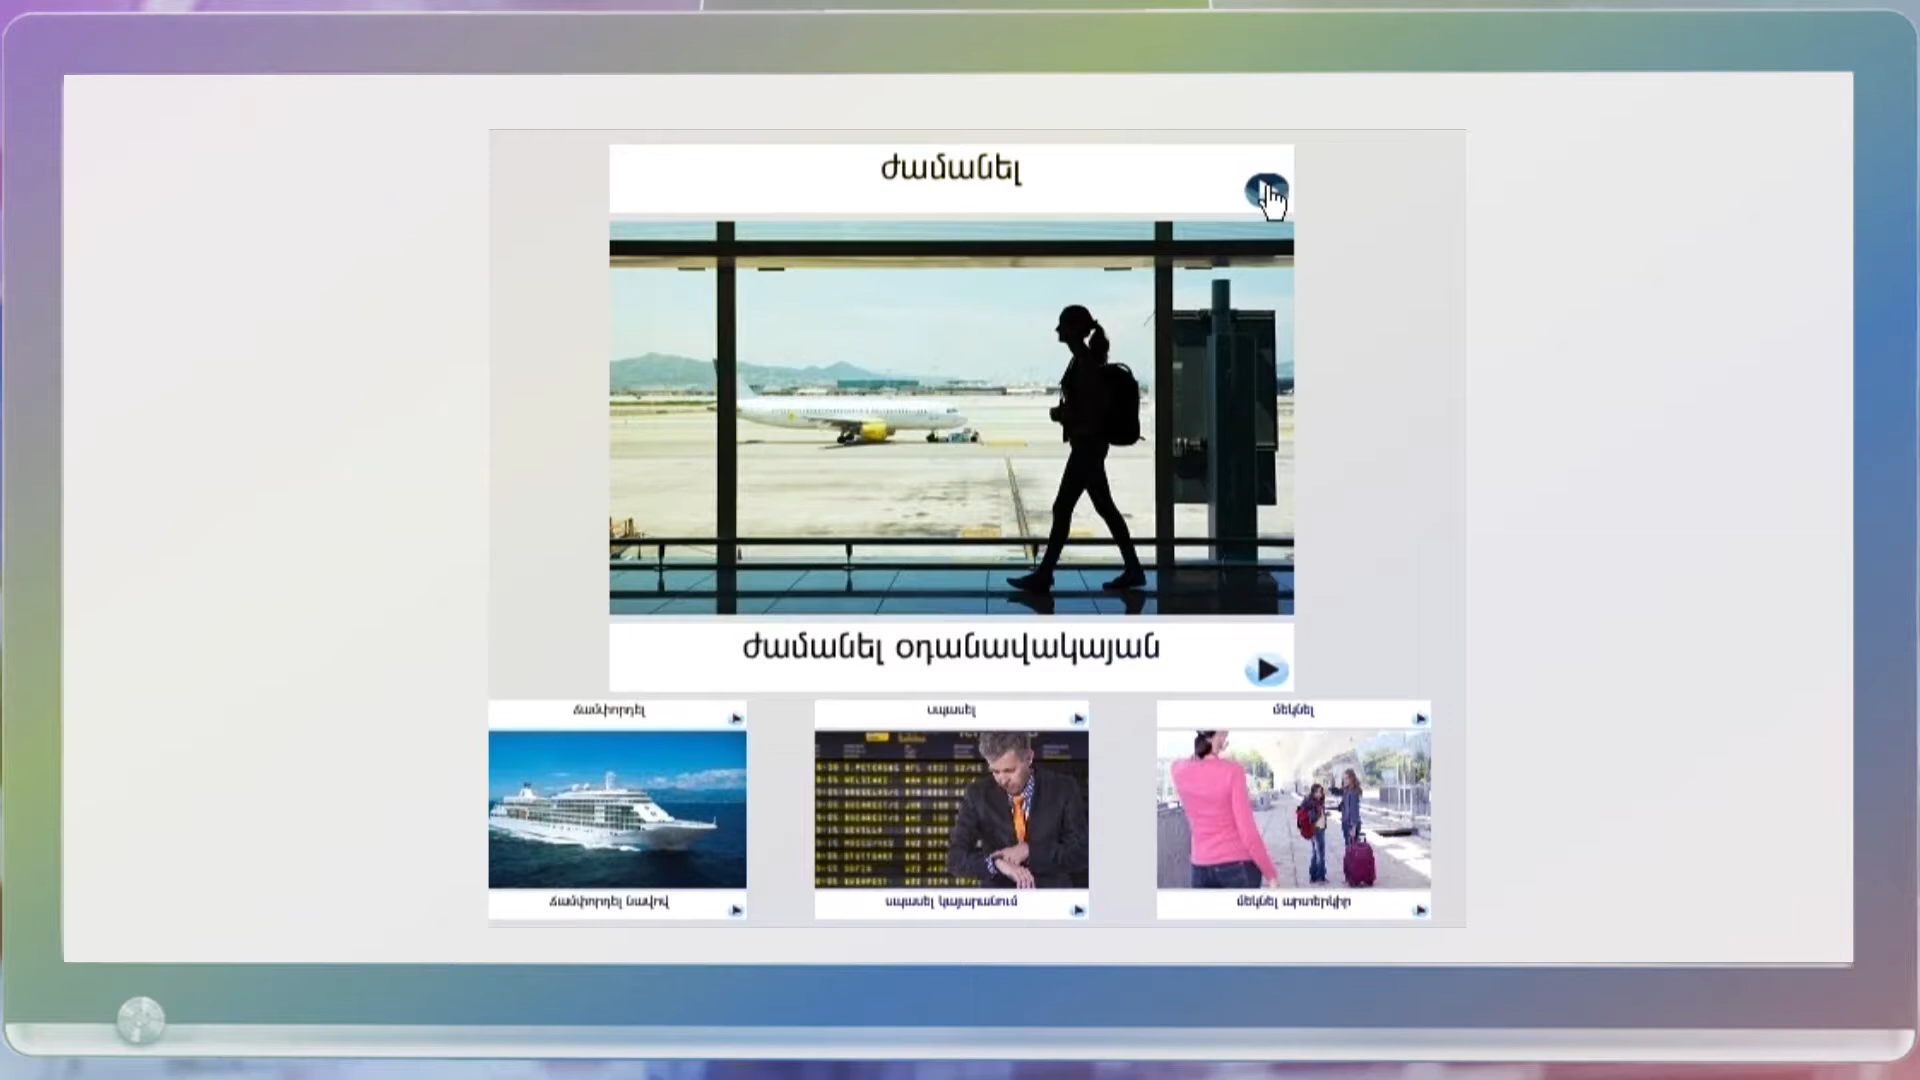 ժամանել
ժամանել օդանավակայան
ճամփորդել
սպասել
մեկնել
ճամփորդել նավով
սպասել կայարանում
մեկնել արտերկիր